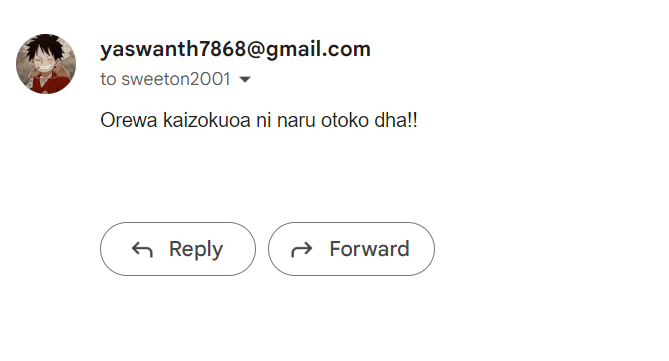 yaswanth7868@gmail.com
to sweeton2001
Orewa kaizokuoa ni naru otoko dha!!
Reply
Forward